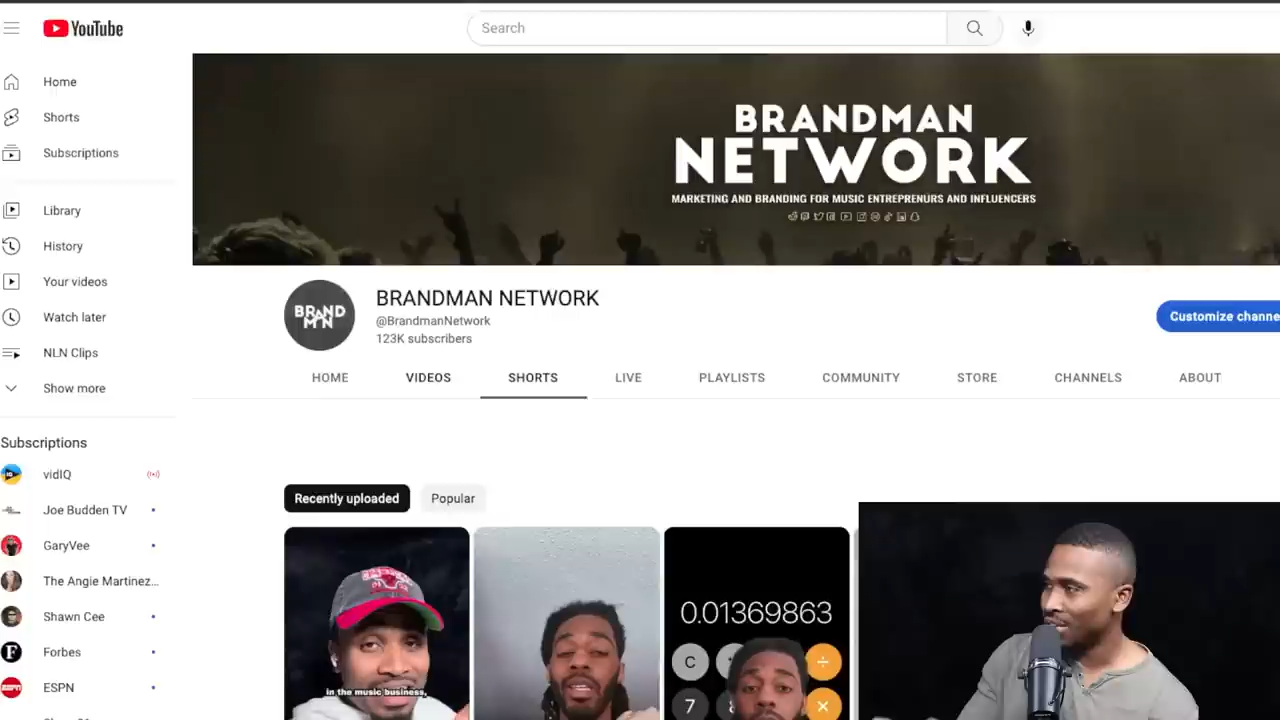 YouTube
Search
Home
Shorts
Subscriptions
Library
History
Your videos
Watch later
NLN Clips
Show more
Subscriptions
vidIQ
Joe Budden TV
GaryVee
The Angie Martinez...
Shawn Cee
Forbes
ESPN
BRANDMAN
NETWORK
MARKETING AND BRANDING FOR MUSIC ENTREPRENURS AND INFLUENCERS
BRAND
MN
BRANDMAN NETWORK
@BrandmanNetwork
123K subscribers
Customize channe
HOME VIDEOS SHORTS LIVE PLAYLISTS COMMUNITY STORE CHANNELS ABOUT
Recently uploaded Popular
in the music business,
0.01369863
C ÷
7 8 ×